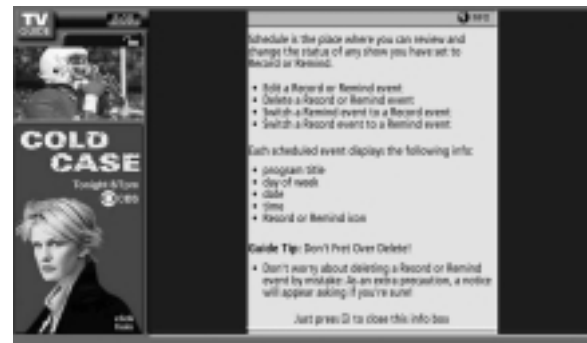 TV
GUIDE
INFO
Schedule is the place where you can review and
change the status of any show you have set to
Record or Remind.
• Edit a Record or Remind event
• Delete a Record or Remind event
• Switch a Remind event to a Record event
• Switch a Record event to a Remind event
Each scheduled event displays the following info:
• program title
• day of week
• date
• time
• Record or Remind icon
Guide Tip: Don't Fret Over Delete!
• Don't worry about deleting a Record or Remind
event by mistake: As an extra precaution, a notice
will appear asking if you're sure!
Just press to close this info box
COLD
CASE
Tonight 8/7pm
CBS